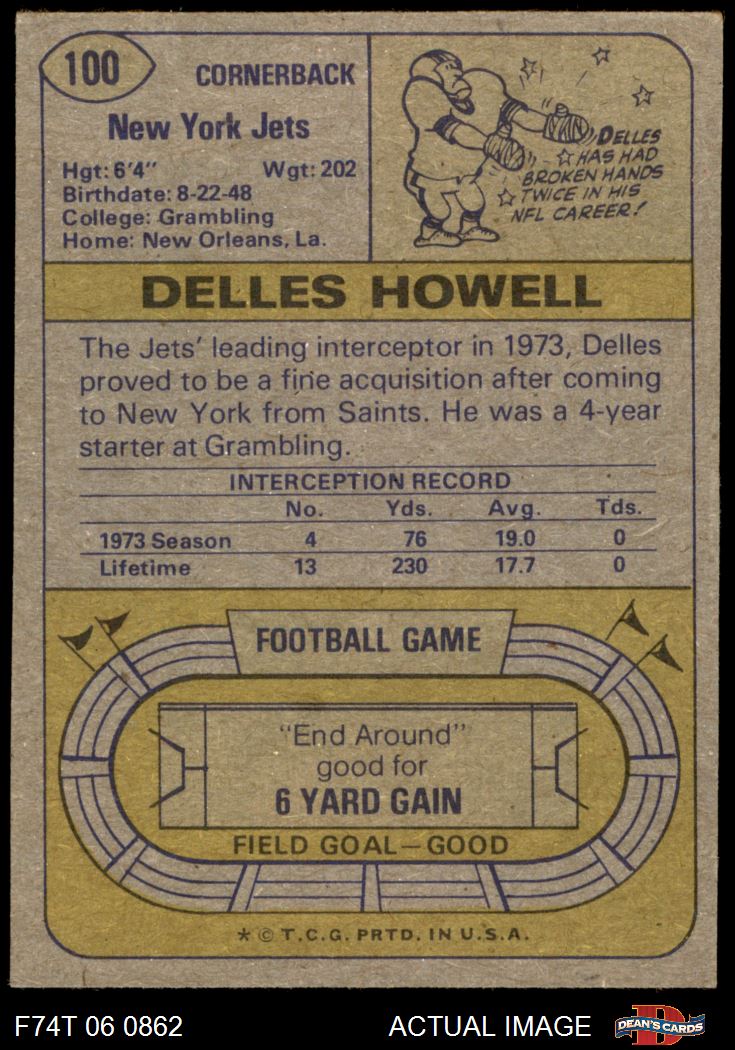 100
CORNERBACK
New York Jets
Hgt: 6'4" Wgt: 202
Birthdate: 8-22-48
College: Grambling
Home: New Orleans, La.
DELLES
HAS HAD
BROKEN HANDS
TWICE IN HIS
NFL CAREER!
DELLES HOWELL
The Jets' leading interceptor in 1973, Delles
proved to be a fine acquisition after coming
to New York from Saints. He was a 4-year
starter at Grambling.
INTERCEPTION RECORD
No. Yds. Avg. Tds.
1973 Season 4 76 19.0 0
Lifetime 13 230 17.7 0
FOOTBALL GAME
"End Around"
good for
6 YARD GAIN
FIELD GOAL—GOOD
* © T.C.G. PRTD. IN U.S.A.
F74T 06 0862 ACTUAL IMAGE
D
DEAN'S CARDS